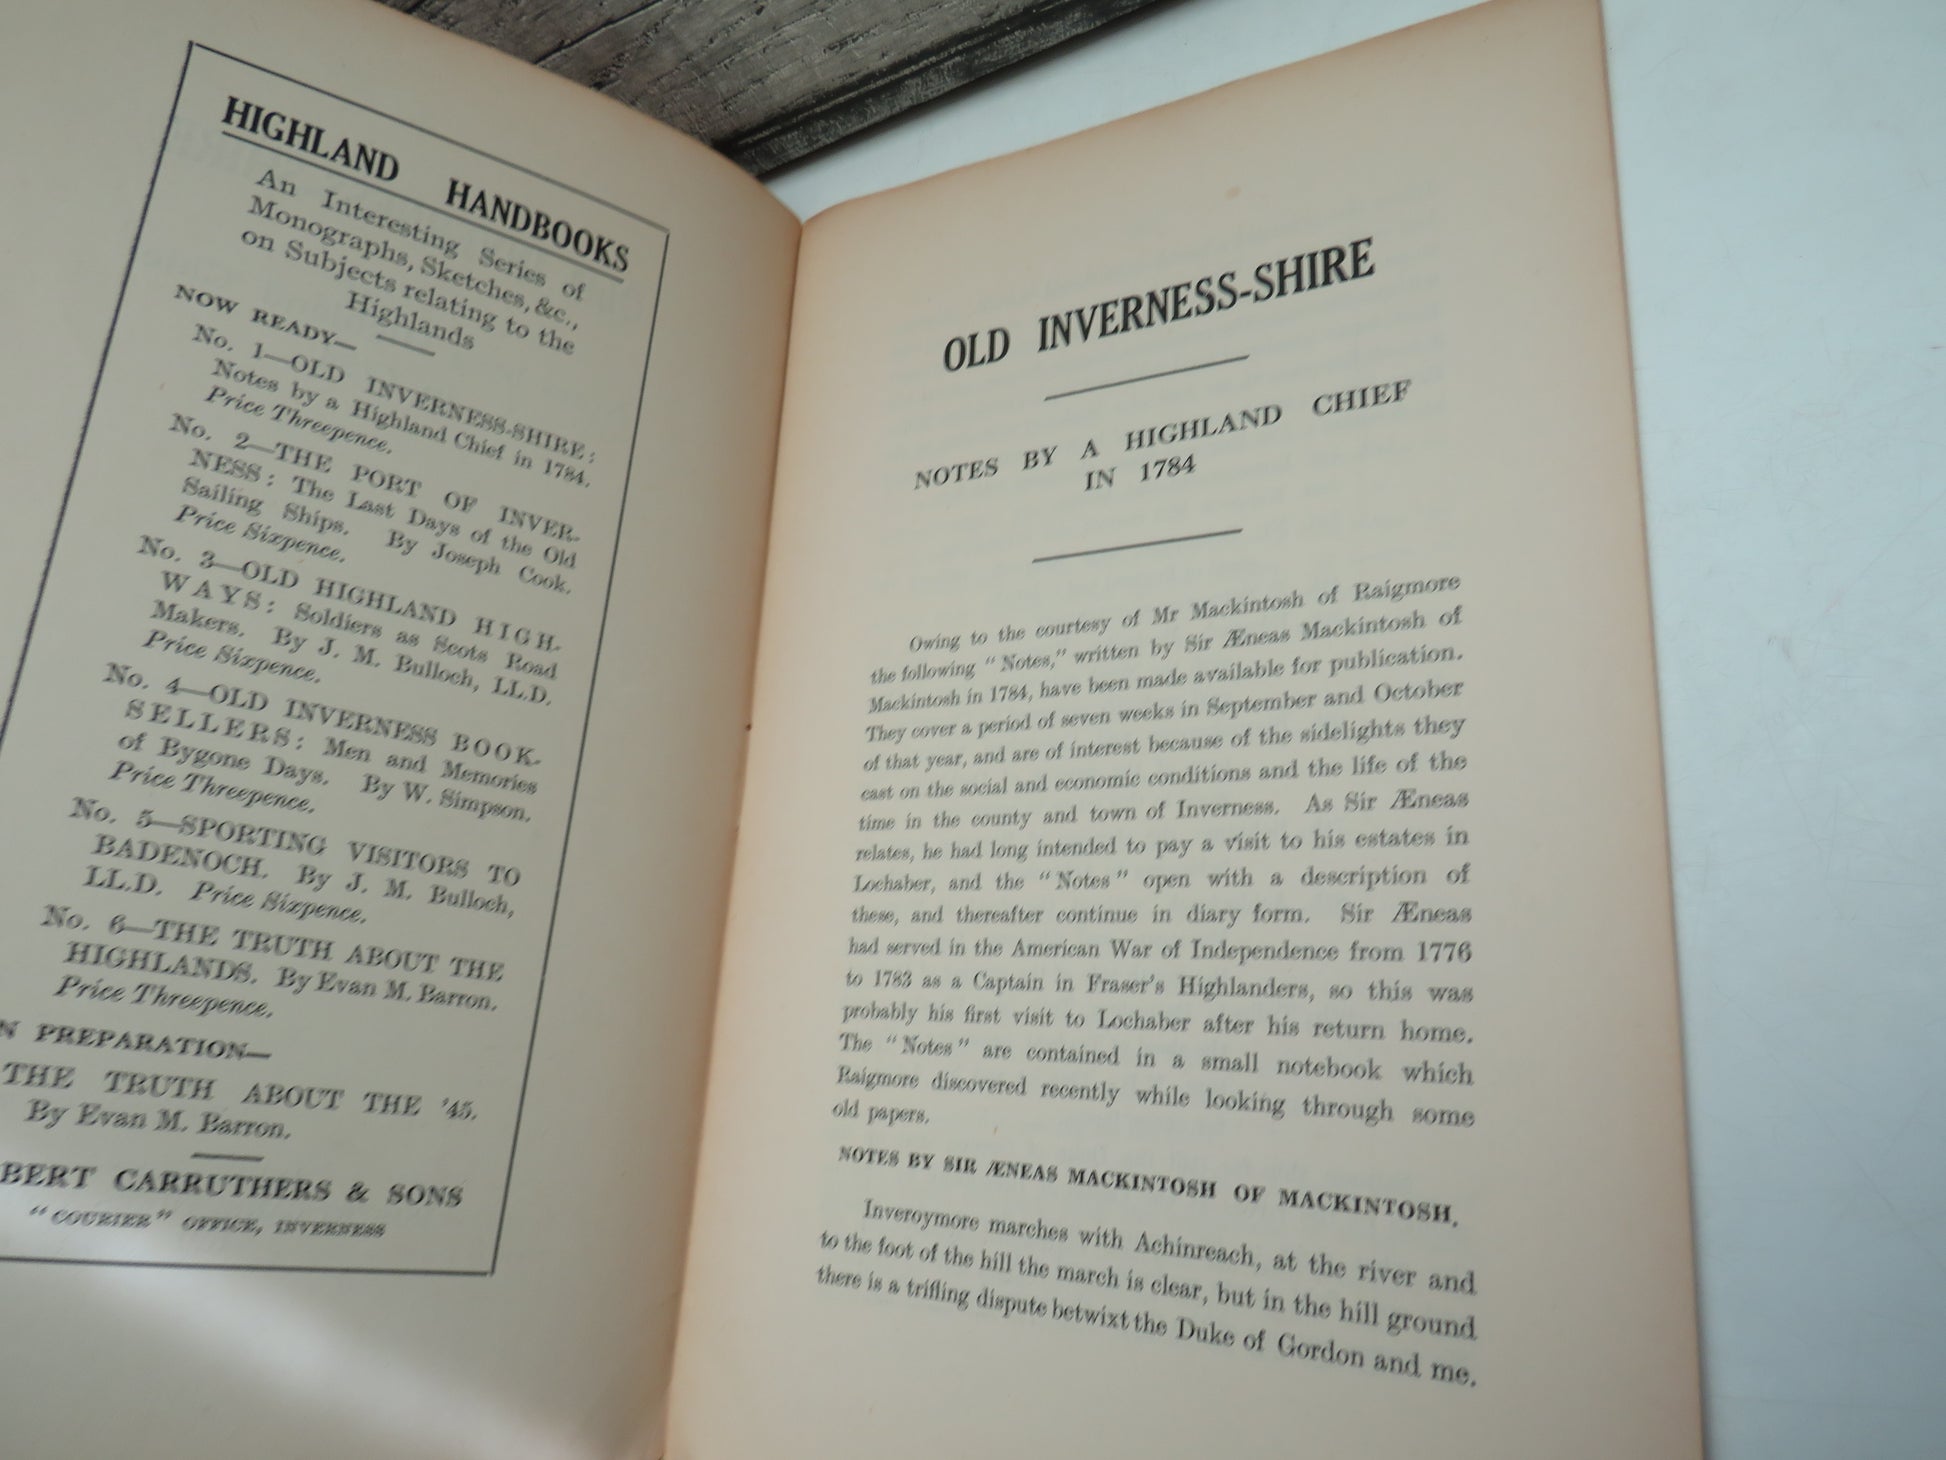 HIGHLAND HANDBOOKS
An Interesting Series of
Monographs, Sketches, &c.,
on Subjects relating to the
Highlands
NOW READY—
No. 1—OLD INVERNESS-SHIRE:
Notes by a Highland Chief in 1784.
Price Threepence.
No. 2—THE PORT OF INVER-
NESS: The Last Days of the Old
Sailing Ships. By Joseph Cook.
Price Sixpence.
No. 3—OLD HIGHLAND HIGH-
WAYS: Soldiers as Scots Road
Makers. By J. M. Bulloch, LL.D.
Price Sixpence.
No. 4—OLD INVERNESS BOOK-
SELLERS: Men and Memories
of Bygone Days. By W. Simpson.
Price Threepence.
No. 5—SPORTING VISITORS TO
BADENOCH. By J. M. Bulloch,
LL.D. Price Sixpence.
No. 6—THE TRUTH ABOUT THE
HIGHLANDS. By Evan M. Barron.
Price Threepence.
N PREPARATION—
THE TRUTH ABOUT THE '45.
By Evan M. Barron.
BERT CARRUTHERS & SONS
"COURIER" OFFICE, INVERNESS
OLD INVERNESS-SHIRE
NOTES BY A HIGHLAND CHIEF
IN 1784
Owing to the courtesy of Mr Mackintosh of Raigmore
the following "Notes," written by Sir Æneas Mackintosh of
Mackintosh in 1784, have been made available for publication.
They cover a period of seven weeks in September and October
of that year, and are of interest because of the sidelights they
cast on the social and economic conditions and the life of the
time in the county and town of Inverness. As Sir Æneas
relates, he had long intended to pay a visit to his estates in
Lochaber, and the "Notes" open with a description of
these, and thereafter continue in diary form. Sir Æneas
had served in the American War of Independence from 1776
to 1783 as a Captain in Fraser's Highlanders, so this was
probably his first visit to Lochaber after his return home.
The "Notes" are contained in a small notebook which
Raigmore discovered recently while looking through some
old papers.
NOTES BY SIR ÆNEAS MACKINTOSH OF MACKINTOSH.
Inveroymore marches with Achinreach, at the river and
to the foot of the hill the march is clear, but in the hill ground
there is a trifling dispute betwixt the Duke of Gordon and me.